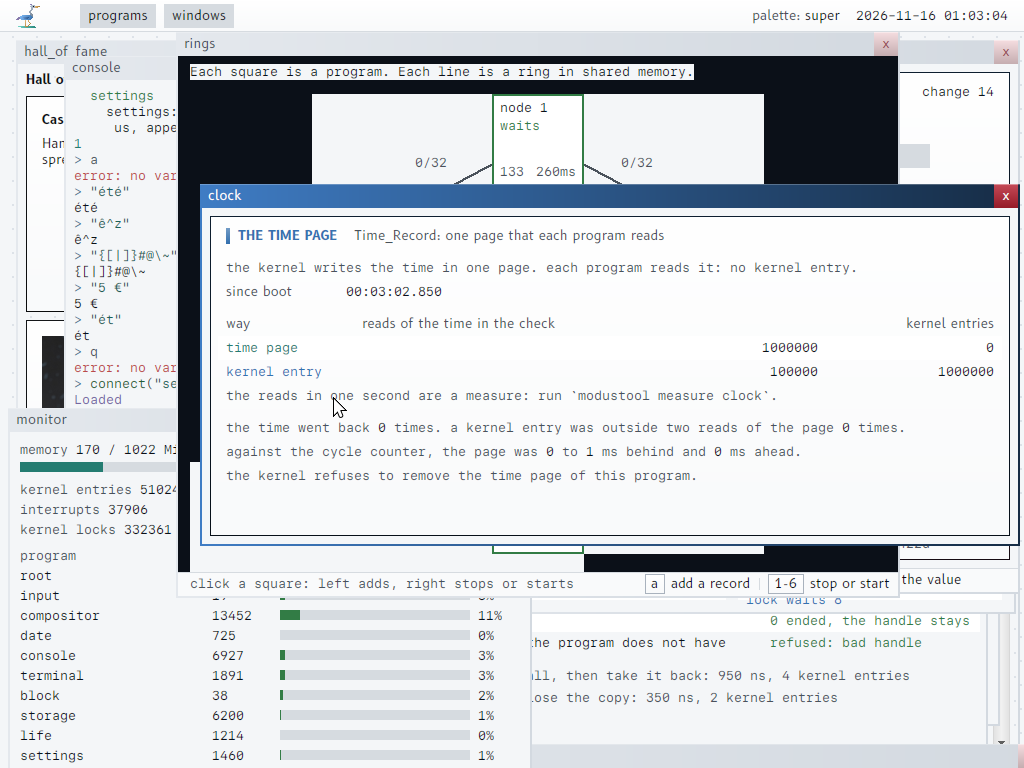 programs windows palette: super 2026-11-16 01:03:04
hall_of fame
rings x
x
console
Each square is a program. Each line is a ring in shared memory.
Hall o
settings
settings:
us, appe
1
> a
error: no var
> "été"
été
> "ê^z"
ê^z
> "{[|]}#@\~"
{[|]}#@\~
> "5 €"
5 €
> "ét"
ét
> q
error: no var
> connect("se
Loaded
Cas
Har
spre
node 1
waits
133 260ms
0/32
0/32
change 14
clock x
THE TIME PAGE Time_Record: one page that each program reads
the kernel writes the time in one page. each program reads it: no kernel entry.
since boot 00:03:02.850
way reads of the time in the check kernel entries
time page 1000000 0
kernel entry 100000 1000000
the reads in one second are a measure: run `modustool measure clock`.
the time went back 0 times. a kernel entry was outside two reads of the page 0 times.
against the cycle counter, the page was 0 to 1 ms behind and 0 ms ahead.
the kernel refuses to remove the time page of this program.
click a square: left adds, right stops or starts a add a record 1-6 stop or start
the value
monitor
memory 170 / 1022 Mi
kernel entries 51024
interrupts 37906
kernel locks 332361
program
root
input
compositor 13452 11%
date 725 0%
console 6927 3%
terminal 1891 3%
block 38 2%
storage 6200 1%
life 1214 0%
settings 1460 1%
lock waits 8
0 ended, the handle stays
the program does not have refused: bad handle
all, then take it back: 950 ns, 4 kernel entries
lose the copy: 350 ns, 2 kernel entries